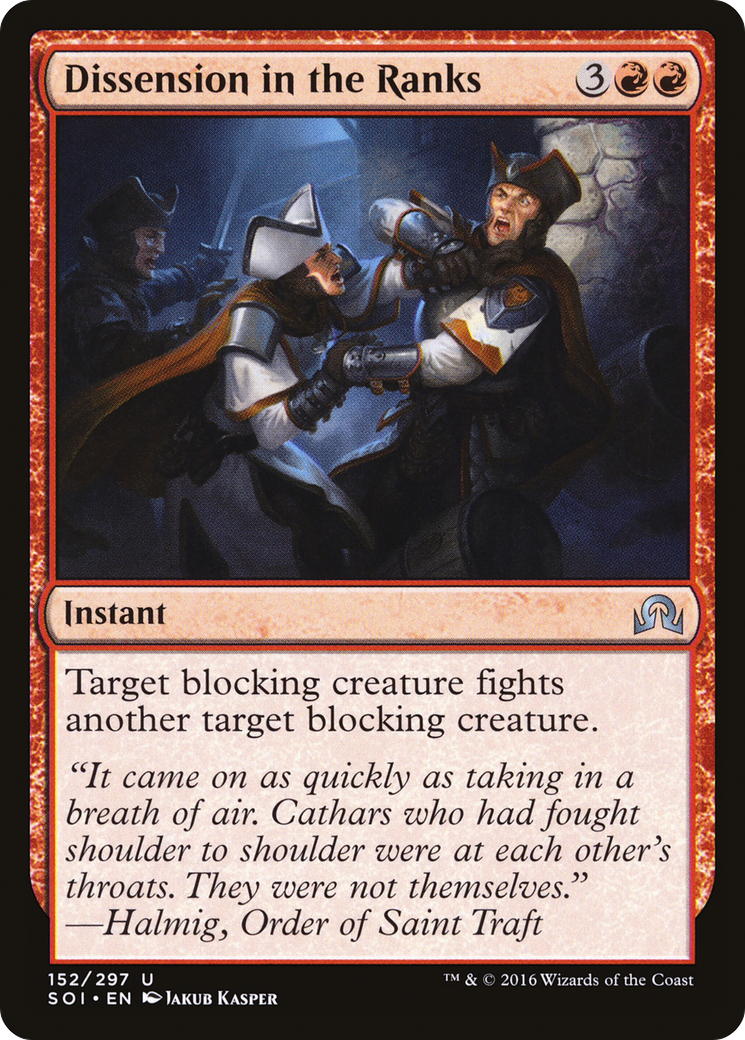 Dissension in the Ranks 3
Instant
Target blocking creature fights
another target blocking creature.
“It came on as quickly as taking in a
breath of air. Cathars who had fought
shoulder to shoulder were at each other’s
throats. They were not themselves.”
—Halmig, Order of Saint Traft
152/297 U
SOI • EN Jakub Kasper
™ & © 2016 Wizards of the Coast